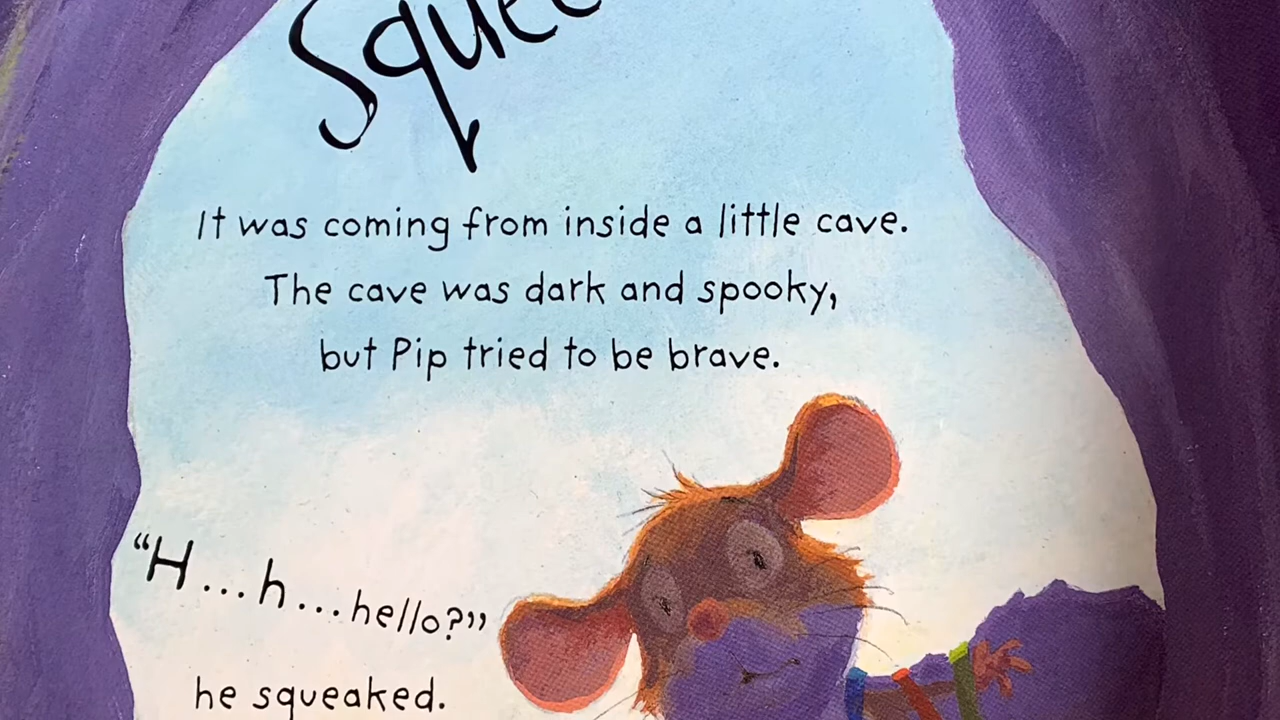 It was coming from inside a little cave.
The cave was dark and spooky,
but Pip tried to be brave.
“H...h...hello?”
he squeaked.